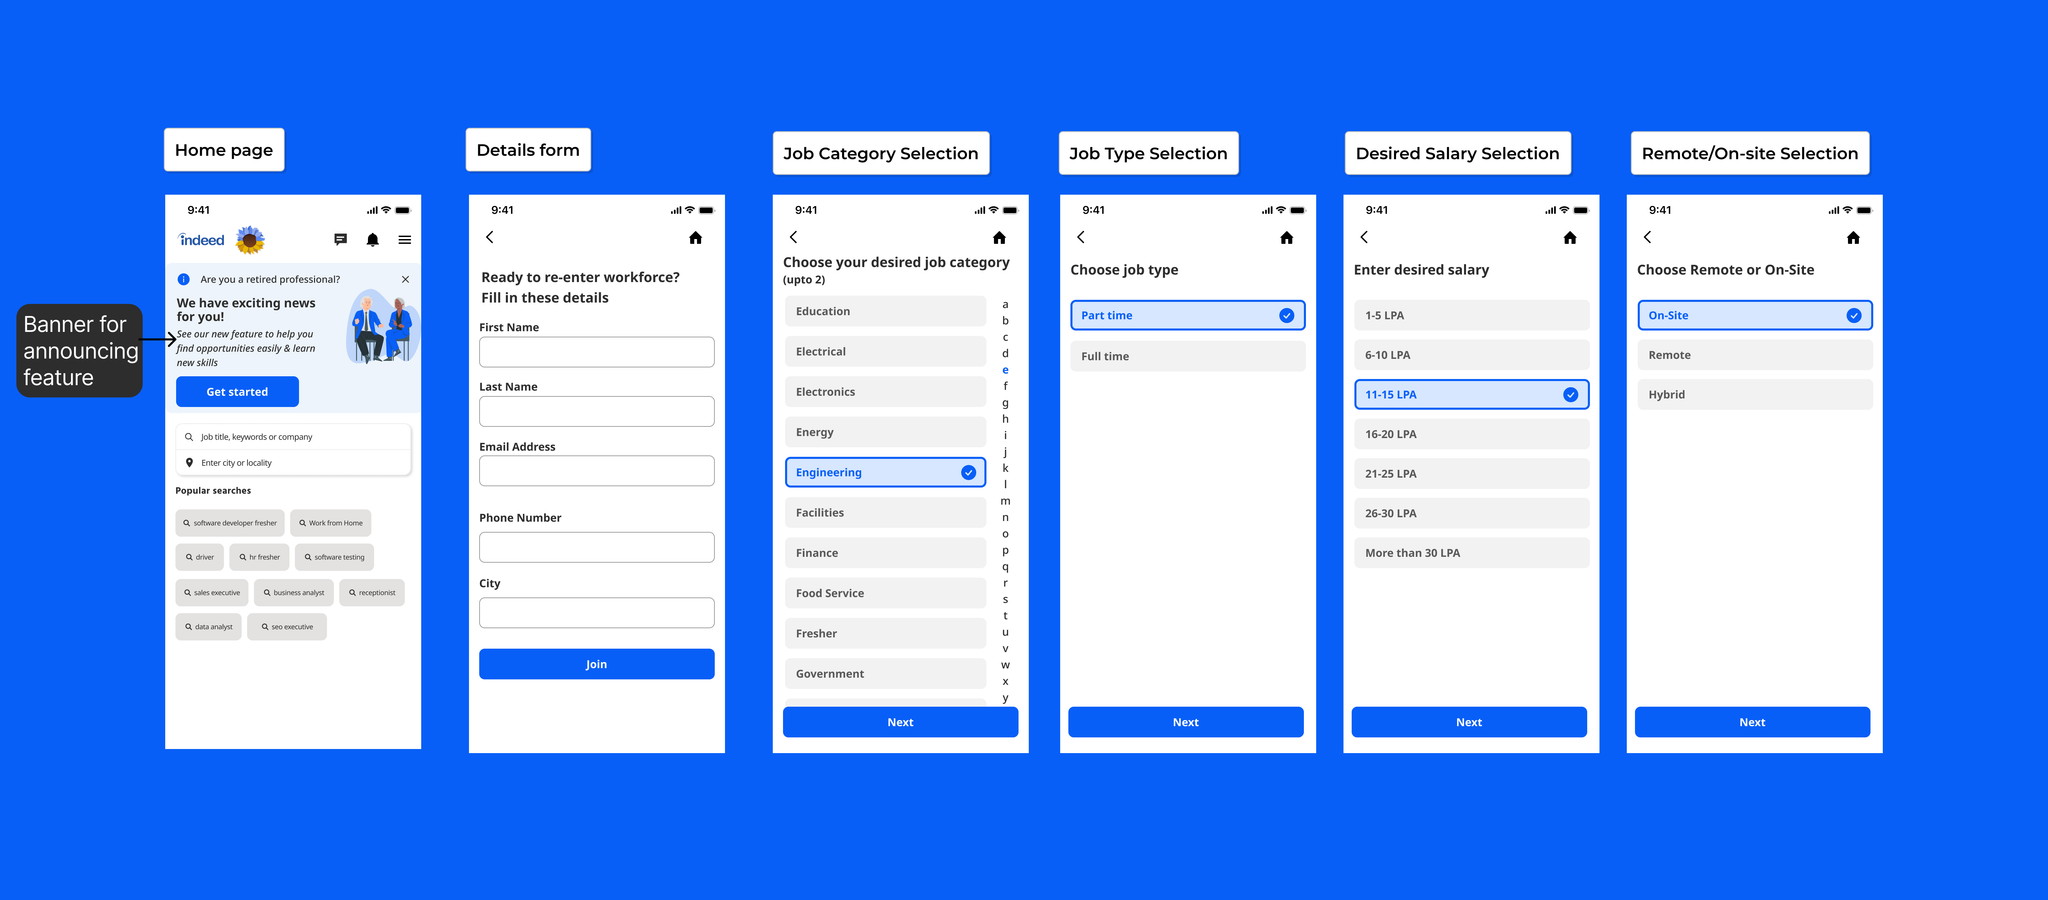 Home page
Details form
Job Category Selection
Job Type Selection
Desired Salary Selection
Remote/On-site Selection
Banner for
announcing
feature
9:41
indeed
Are you a retired professional?
We have exciting news
for you!
See our new feature to help you
find opportunities easily & learn
new skills
Get started
Job title, keywords or company
Enter city or locality
Popular searches
software developer fresher
Work from Home
driver
hr fresher
software testing
sales executive
business analyst
receptionist
data analyst
seo executive
9:41
Ready to re-enter workforce?
Fill in these details
First Name
Last Name
Email Address
Phone Number
City
Join
9:41
Choose your desired job category
(upto 2)
Education
Electrical
Electronics
Energy
Engineering
Facilities
Finance
Food Service
Fresher
Government
a
b
c
d
e
f
g
h
i
j
k
l
m
n
o
p
q
r
s
t
u
v
w
x
y
Next
9:41
Choose job type
Part time
Full time
Next
9:41
Enter desired salary
1-5 LPA
6-10 LPA
11-15 LPA
16-20 LPA
21-25 LPA
26-30 LPA
More than 30 LPA
Next
9:41
Choose Remote or On-Site
On-Site
Remote
Hybrid
Next